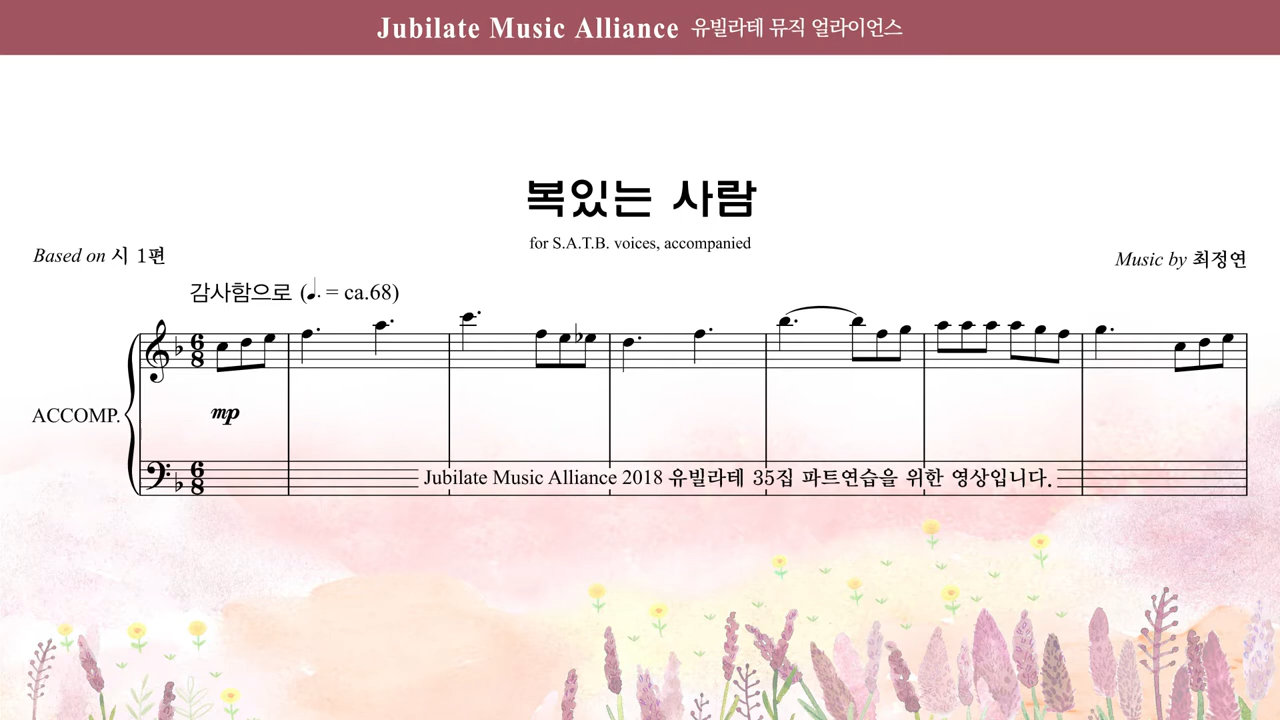 Jubilate Music Alliance 유빌라테 뮤직 얼라이언스
복있는 사람
for S.A.T.B. voices, accompanied
Based on 시 1편
Music by 최정연
감사함으로 (♩. = ca.68)
6 8
ACCOMP.
mp
6 8
Jubilate Music Alliance 2018 유빌라테 35집 파트연습을 위한 영상입니다.